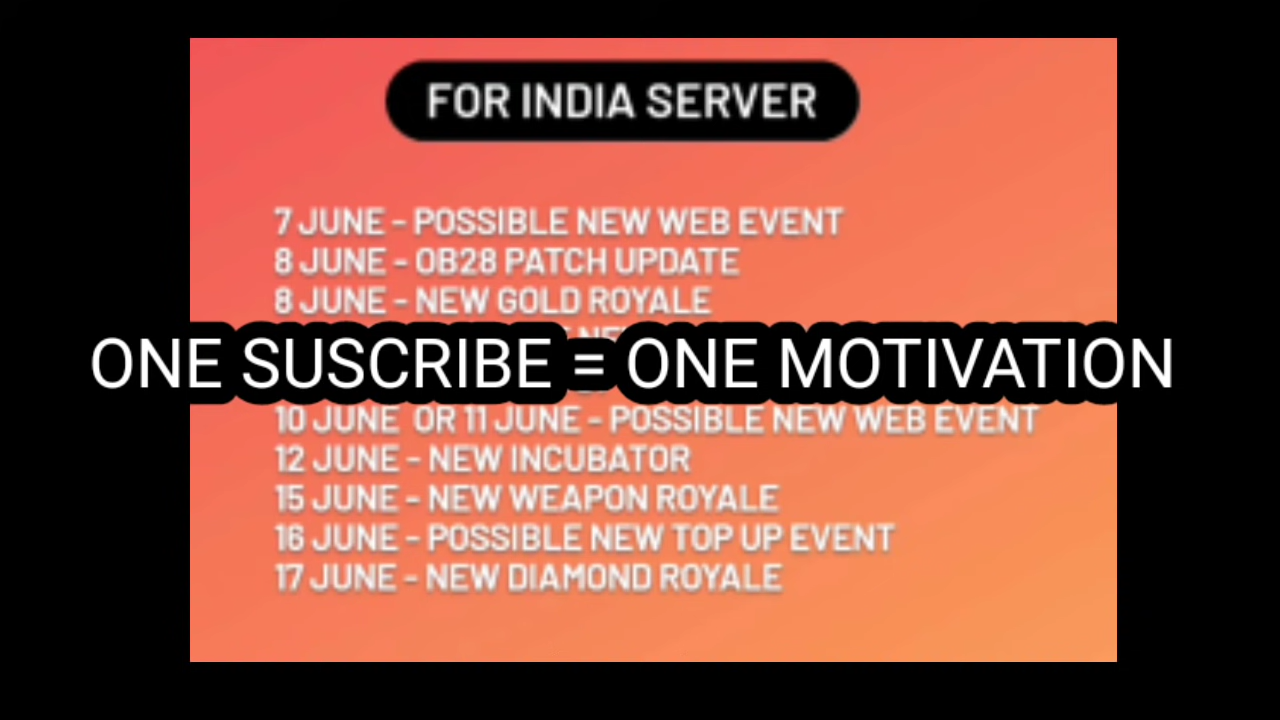 FOR INDIA SERVER
7 JUNE - POSSIBLE NEW WEB EVENT
8 JUNE - OB28 PATCH UPDATE
8 JUNE - NEW GOLD ROYALE
ONE SUSCRIBE = ONE MOTIVATION
10 JUNE OR 11 JUNE - POSSIBLE NEW WEB EVENT
12 JUNE - NEW INCUBATOR
15 JUNE - NEW WEAPON ROYALE
16 JUNE - POSSIBLE NEW TOP UP EVENT
17 JUNE - NEW DIAMOND ROYALE